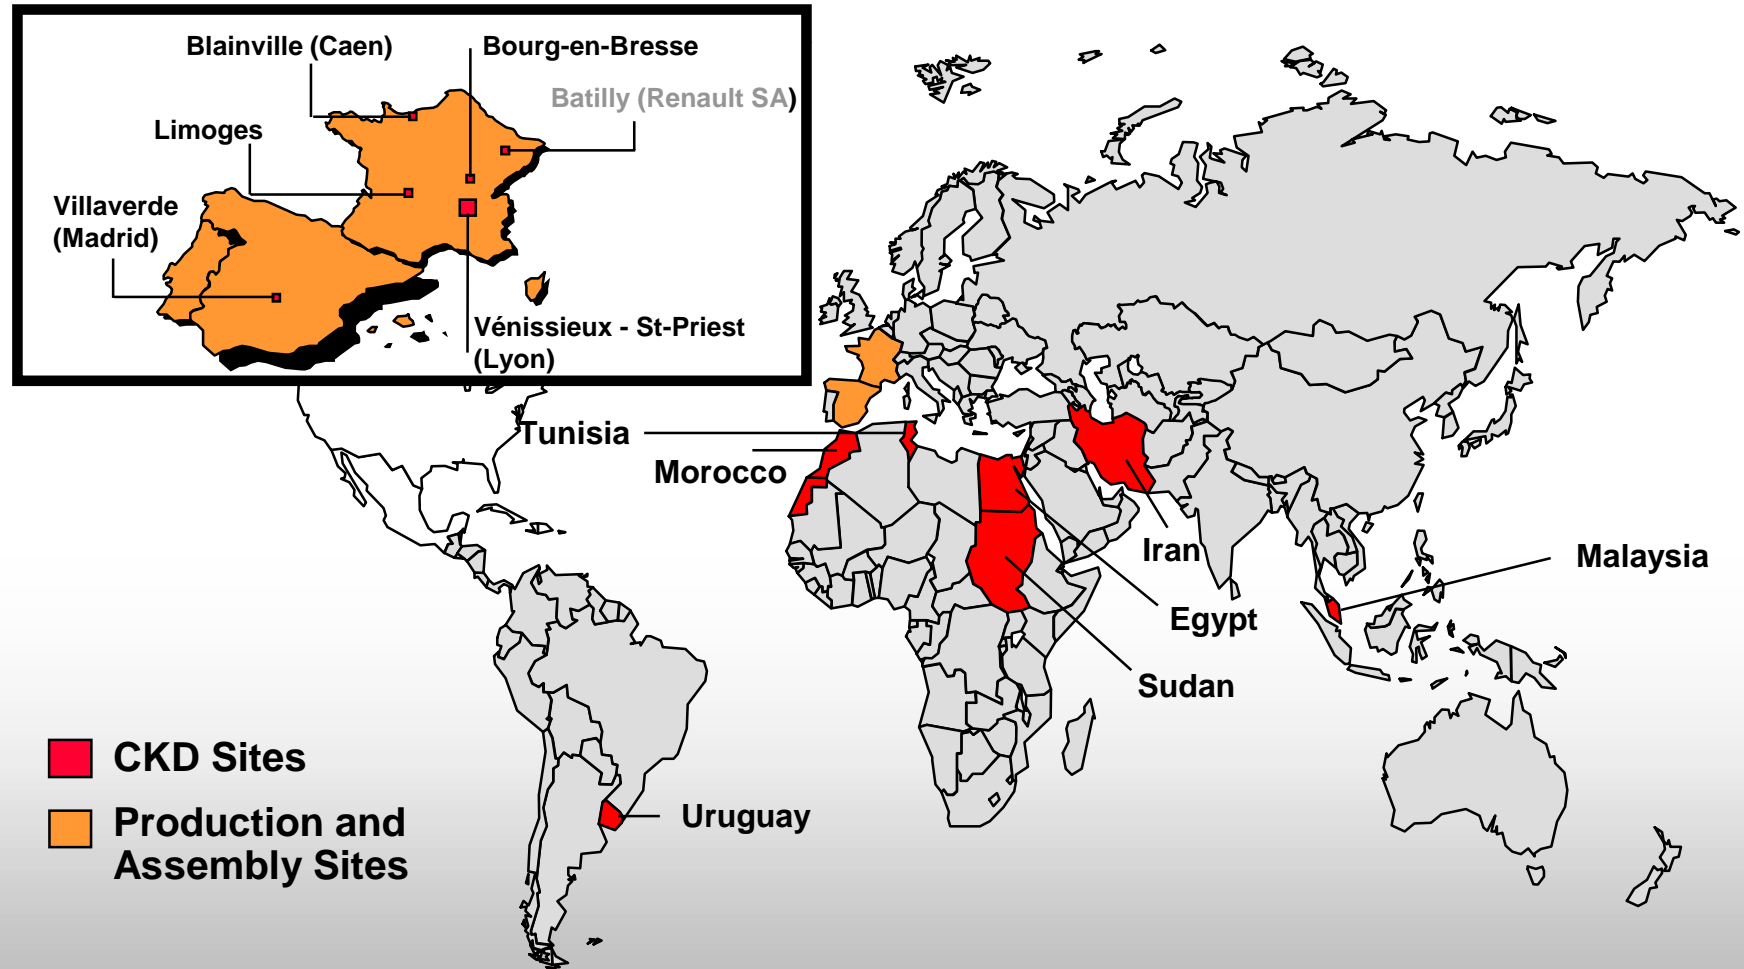 Blainville (Caen)
Bourg-en-Bresse
Batilly (Renault SA)
Limoges
Villaverde
(Madrid)
Vénissieux - St-Priest
(Lyon)
Tunisia
Morocco
Iran
Malaysia
Egypt
Sudan
Uruguay
CKD Sites
Production and
Assembly Sites